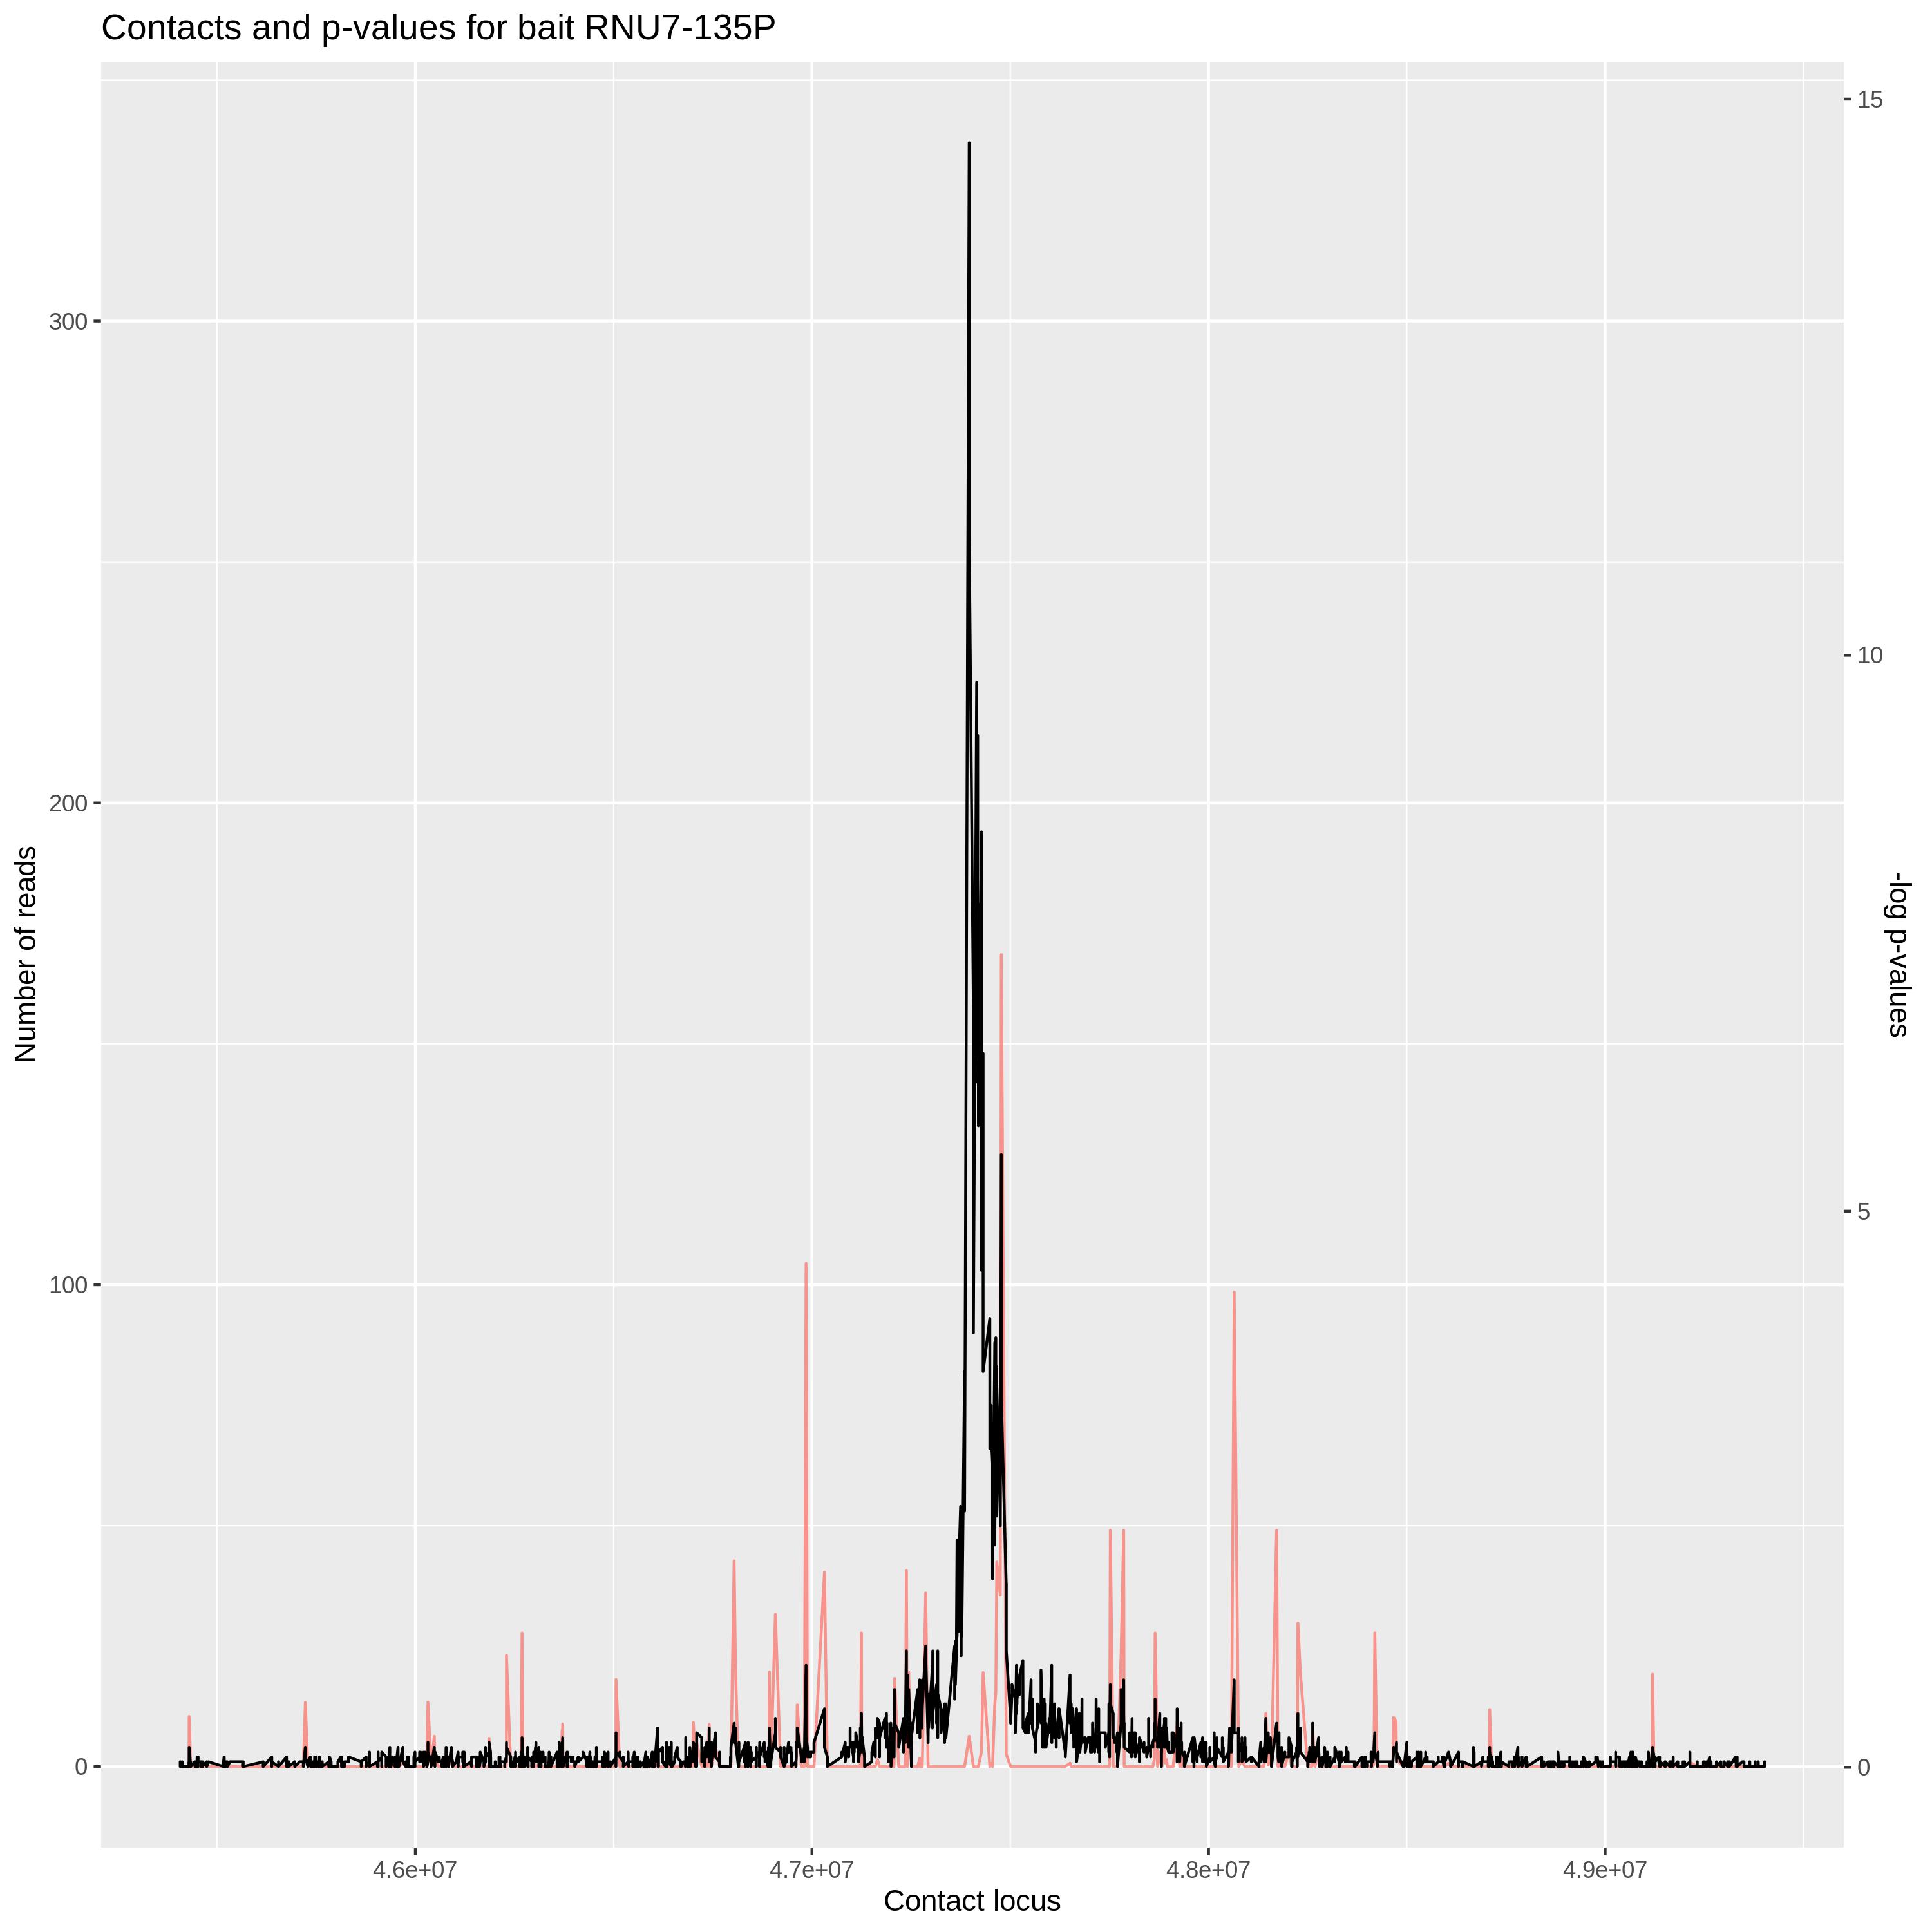 Contacts and p-values for bait RNU7-135P
300
200
100
0
Number of reads
15
10
5
0
-log p-values
4.6e+07
4.7e+07
4.8e+07
4.9e+07
Contact locus